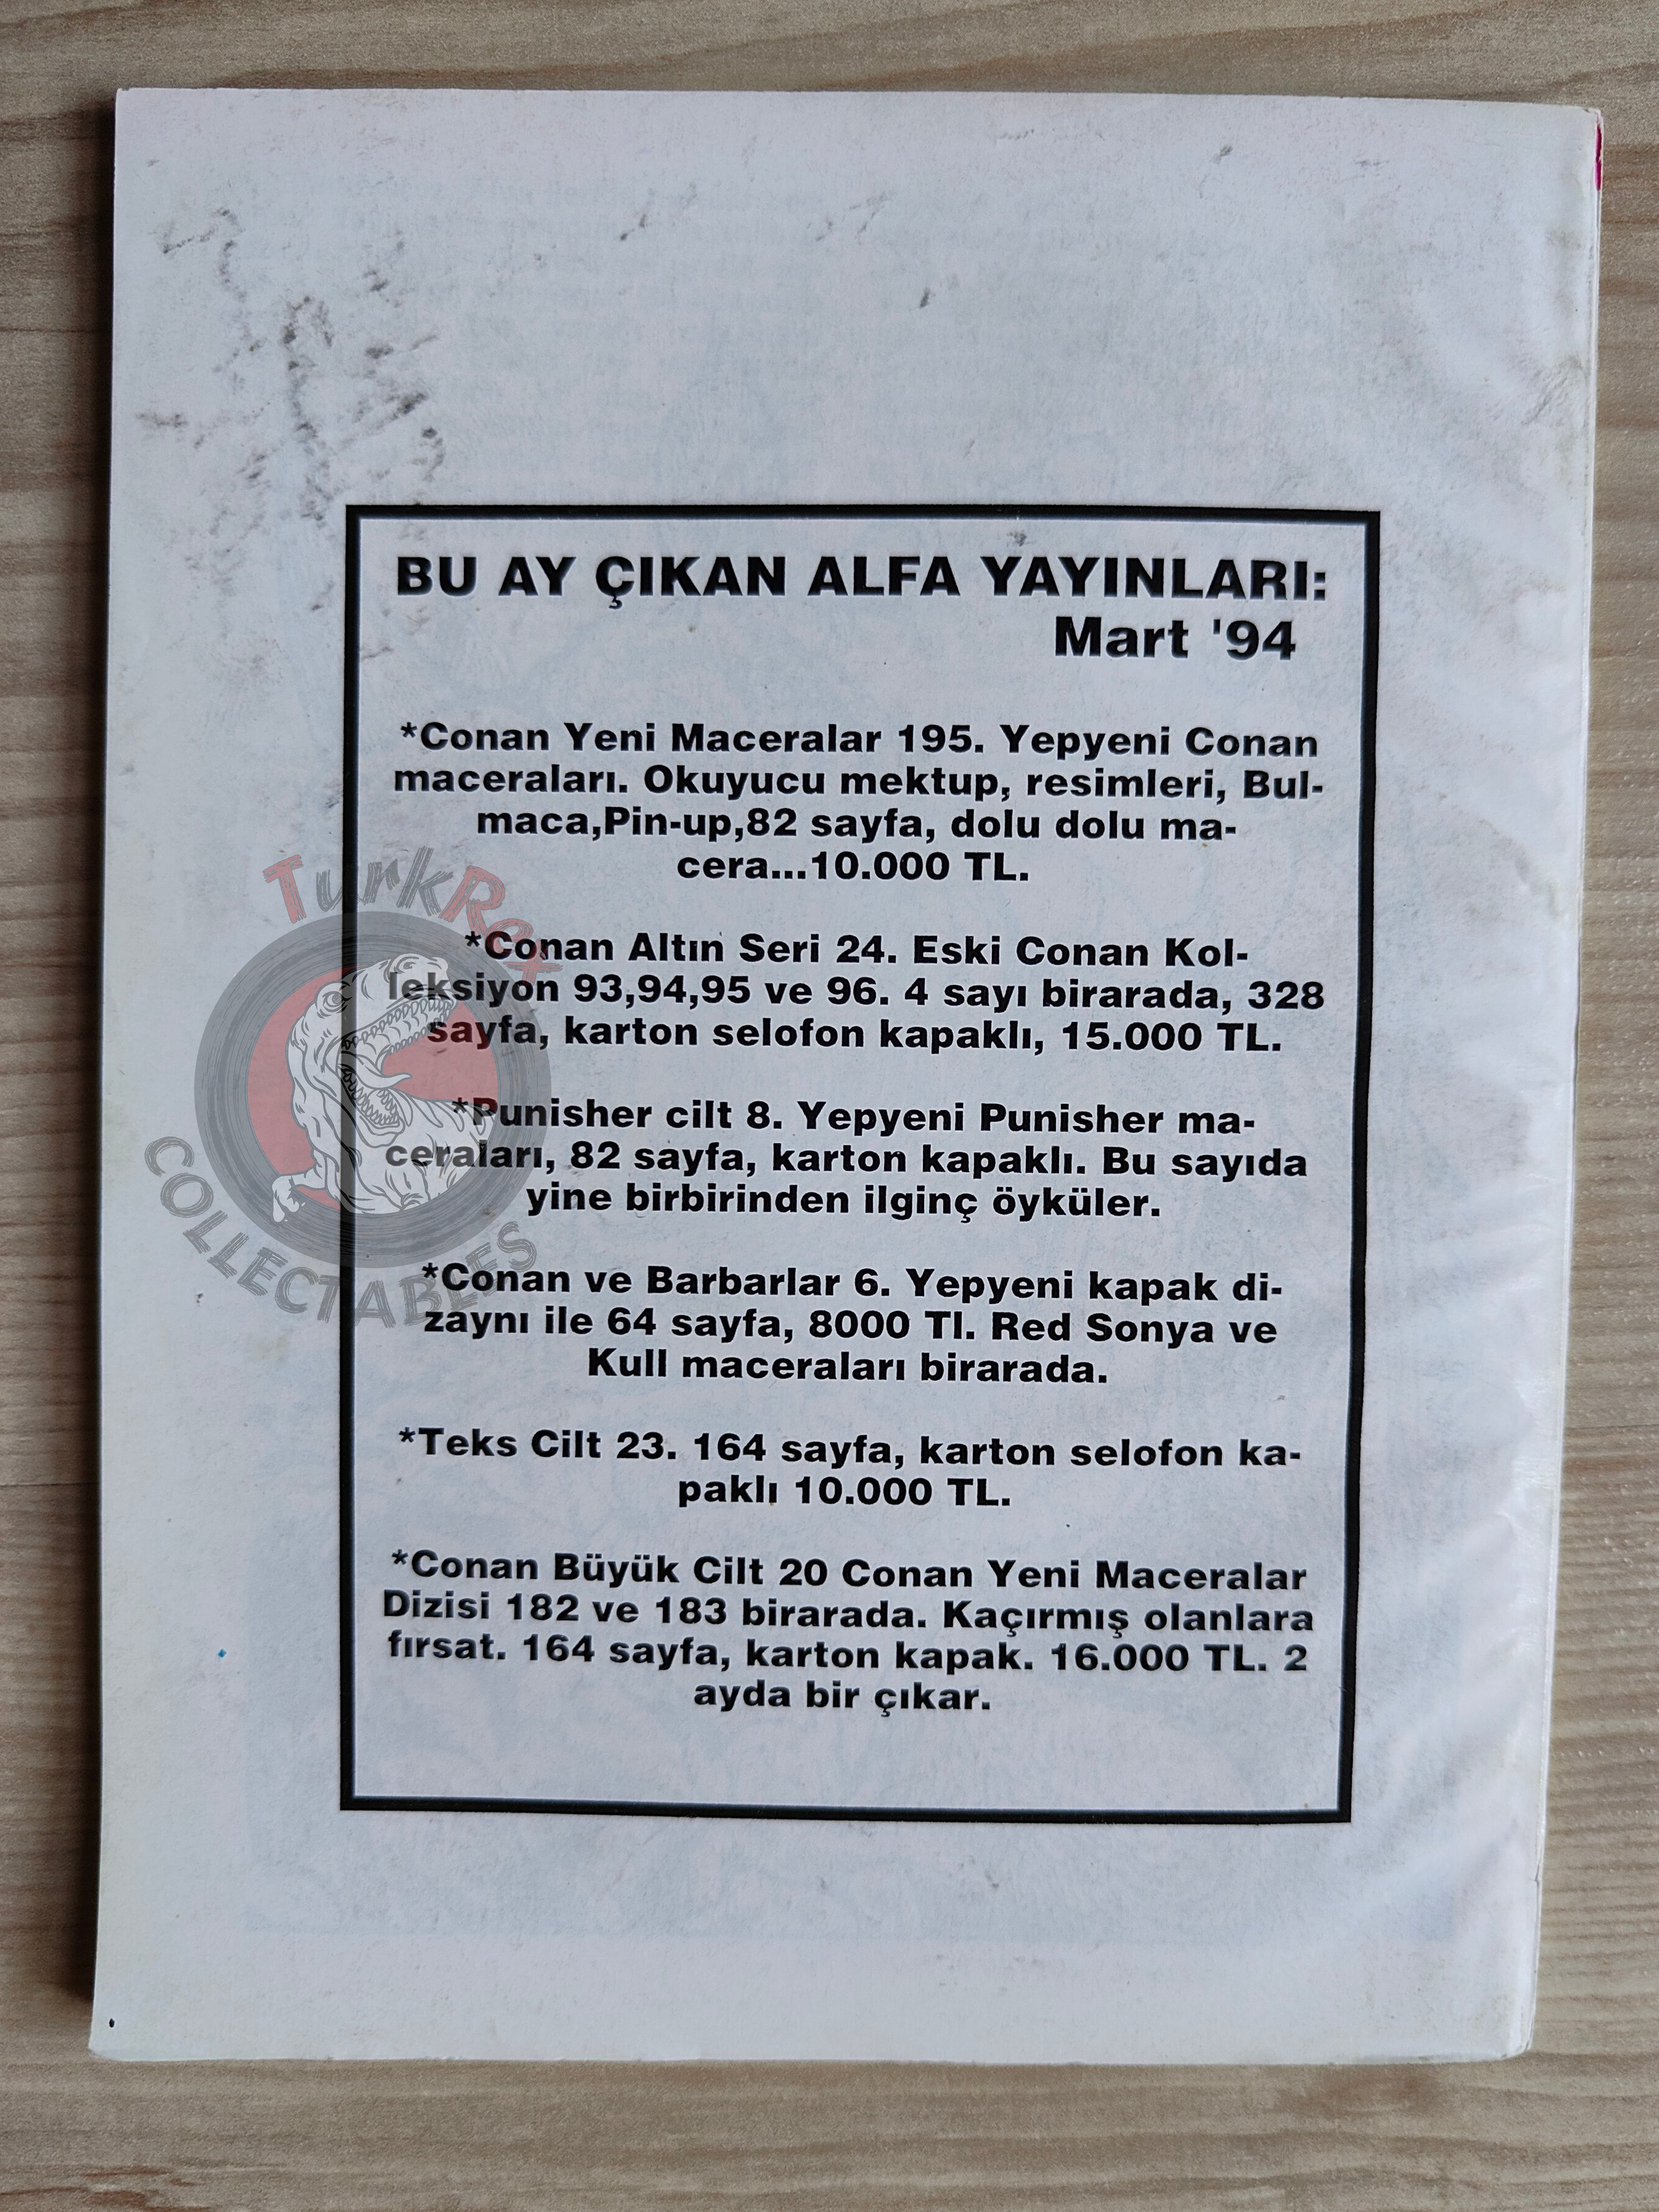 BU AY ÇIKAN ALFA YAYINLARI:
Mart '94
*Conan Yeni Maceralar 195. Yepyeni Conan
maceraları. Okuyucu mektup, resimleri, Bul-
maca,Pin-up,82 sayfa, dolu dolu ma-
cera...10.000 TL.
*Conan Altın Seri 24. Eski Conan Kol-
leksiyon 93,94,95 ve 96. 4 sayı birarada, 328
sayfa, karton selofon kapaklı, 15.000 TL.
*Punisher cilt 8. Yepyeni Punisher ma-
ceraları, 82 sayfa, karton kapaklı. Bu sayıda
yine birbirinden ilginç öyküler.
*Conan ve Barbarlar 6. Yepyeni kapak di-
zaynı ile 64 sayfa, 8000 Tl. Red Sonya ve
Kull maceraları birarada.
*Teks Cilt 23. 164 sayfa, karton selofon ka-
paklı 10.000 TL.
*Conan Büyük Cilt 20 Conan Yeni Maceralar
Dizisi 182 ve 183 birarada. Kaçırmış olanlara
fırsat. 164 sayfa, karton kapak. 16.000 TL. 2
ayda bir çıkar.
TurkRex
COLLECTABLES